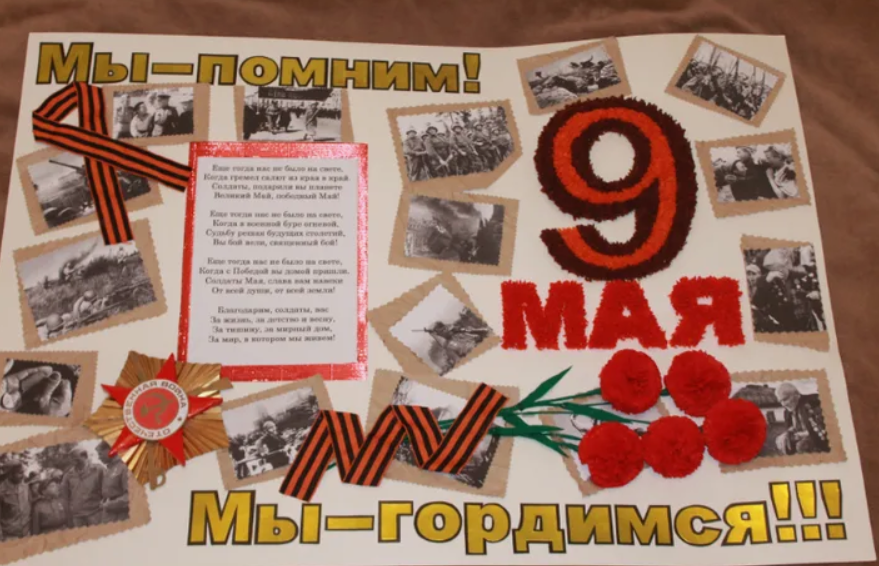 Мы-помним!
Еще тогда нас не было на свете,
Когда гремел салют из края в край.
Солдаты, подарили вы планете
Великий Май, победный Май!
Еще тогда нас не было на свете,
Когда в военной буре огневой,
Судьбу решая будущих столетий,
Вы бой вели, священный бой!
Еще тогда нас не было на свете,
Когда с Победой вы домой пришли.
Солдаты Мая, слава вам навеки
От всей души, от всей земли!
Благодарим, солдаты, вас
За жизнь, за детство и весну,
За тишину, за мирный дом,
За мир, в котором мы живем!
9
МАЯ
ОТЕЧЕСТВЕННАЯ ВОЙНА
Мы-гордимся!!!